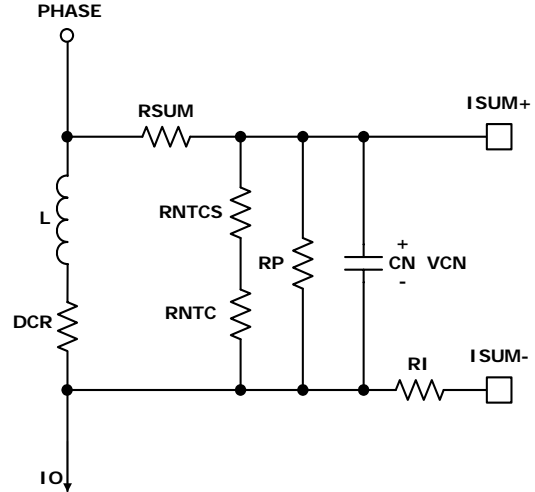 PHASE
ISUM+
RSUM
L
RNTCS
RP
+
CN VCN
-
RNTC
DCR
RI
ISUM-
IO